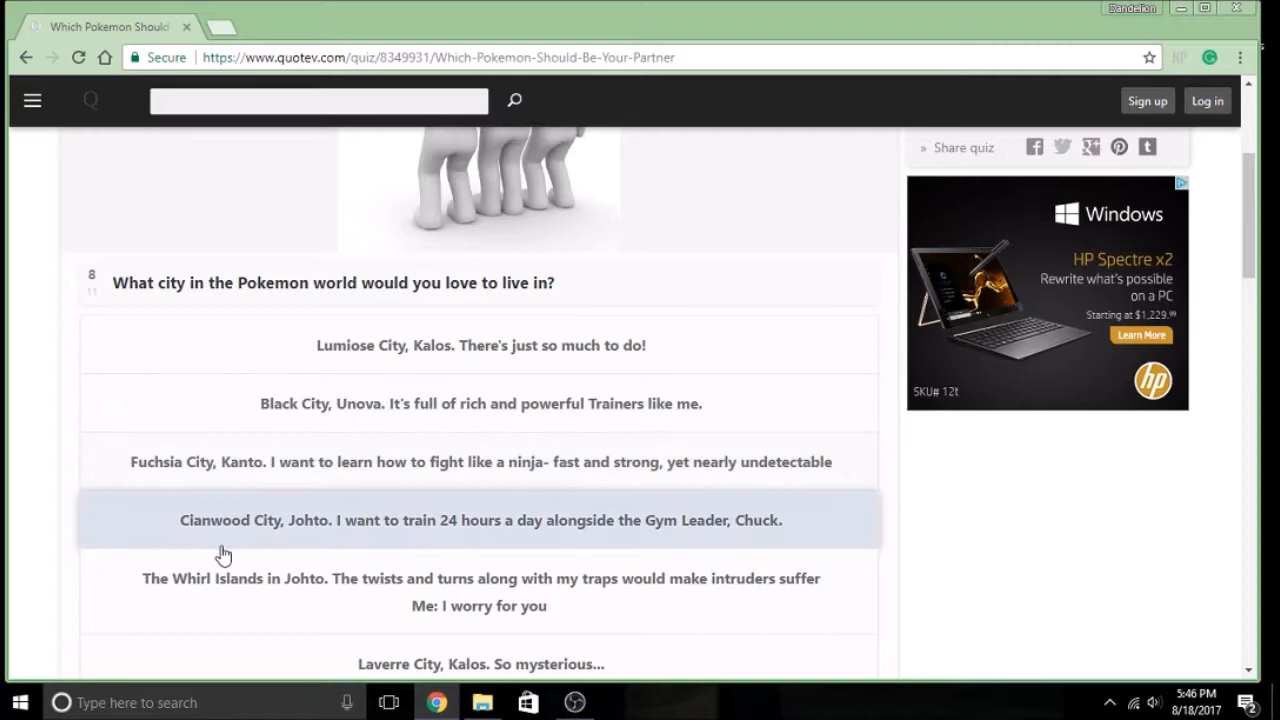 Dandelion
Which Pokemon Should
Secure https://www.quotev.com/quiz/8349931/Which-Pokemon-Should-Be-Your-Partner
Q
Sign up
Log in
» Share quiz
8
11
What city in the Pokemon world would you love to live in?
Lumiose City, Kalos. There's just so much to do!
Black City, Unova. It's full of rich and powerful Trainers like me.
Fuchsia City, Kanto. I want to learn how to fight like a ninja- fast and strong, yet nearly undetectable
Cianwood City, Johto. I want to train 24 hours a day alongside the Gym Leader, Chuck.
The Whirl Islands in Johto. The twists and turns along with my traps would make intruders suffer
Me: I worry for you
Laverre City, Kalos. So mysterious...
Windows
HP Spectre x2
Rewrite what's possible
on a PC
Starting at $1,229.99
Learn More
SKU# 12t
hp
Type here to search
5:46 PM
8/18/2017
2